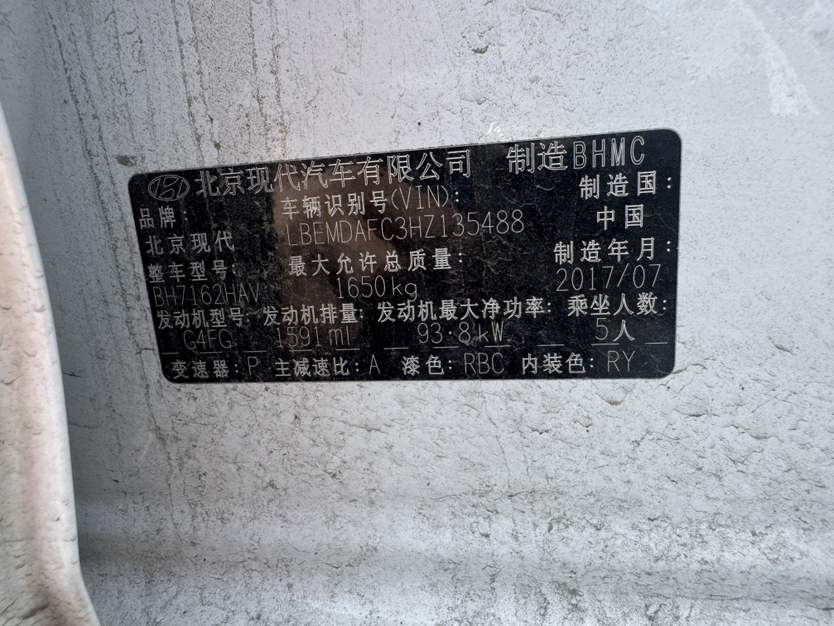 北京现代汽车有限公司 制造BHMC
品牌: 车辆识别号(VIN): 制造国:
北京现代 LBEMDAFC3HZ135488 中国
整车型号: 最大允许总质量: 制造年月:
BH7162HAV 1650kg 2017/07
发动机型号: 发动机排量: 发动机最大净功率: 乘坐人数:
G4FG 1591ml 93.8kW 5人
变速器: P 主减速比: A 漆色: RBC 内装色: RY